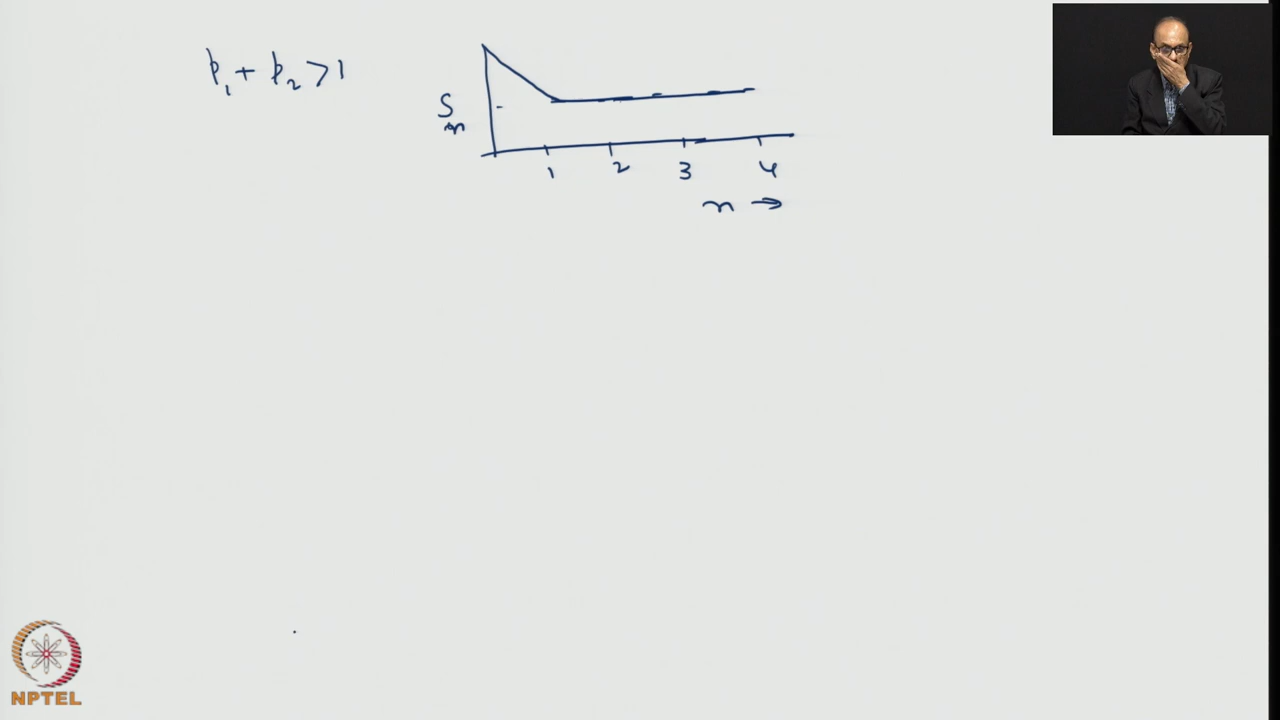 p₁ + p₂ > 1
S
n
1 2 3 4
n →
NPTEL